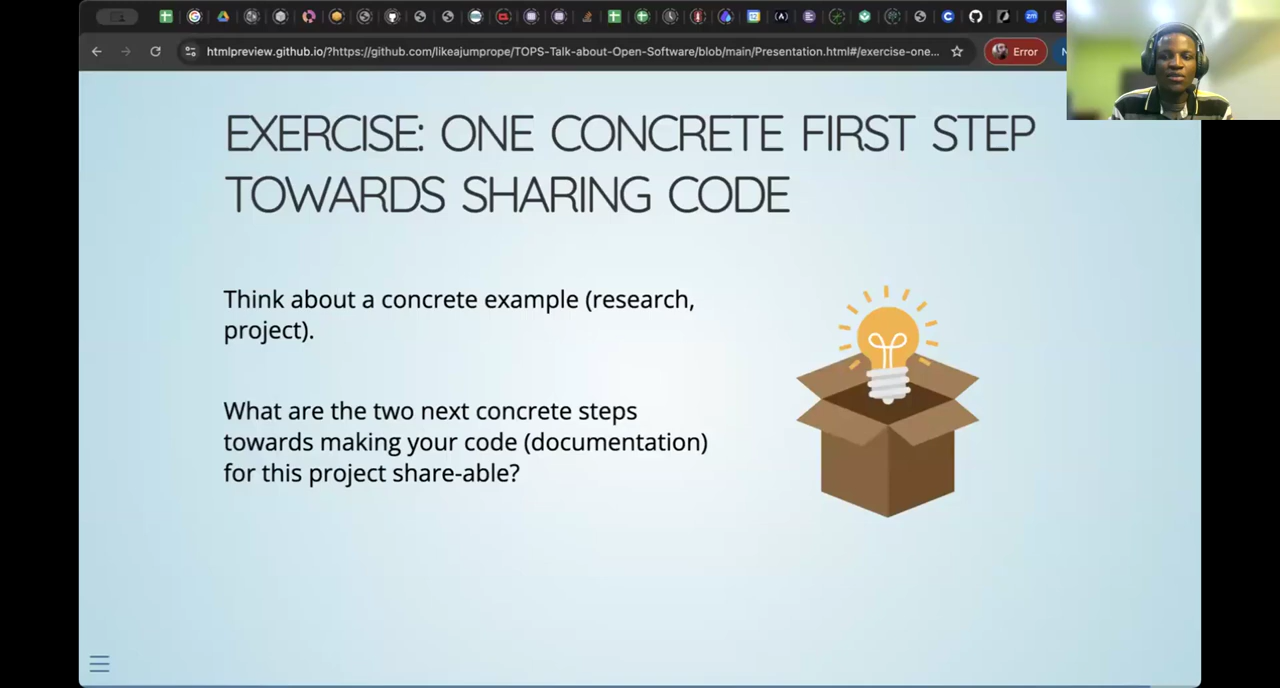 htmlpreview.github.io/?https://github.com/likeajumprope/TOPS-Talk-about-Open-Software/blob/main/Presentation.html#/exercise-one...
Error
EXERCISE: ONE CONCRETE FIRST STEP
TOWARDS SHARING CODE
Think about a concrete example (research,
project).
What are the two next concrete steps
towards making your code (documentation)
for this project share-able?